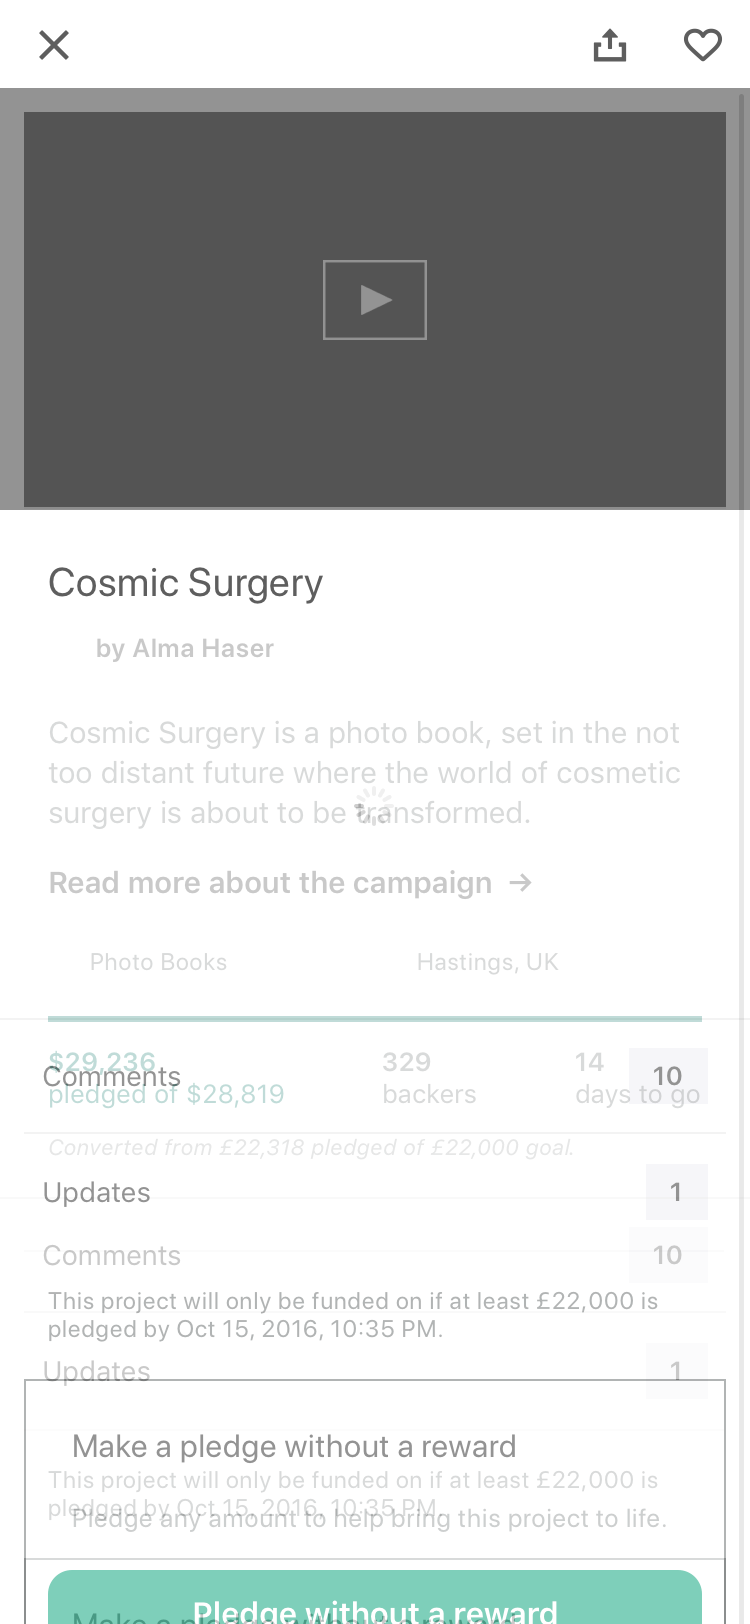 Cosmic Surgery
by Alma Haser
Cosmic Surgery is a photo book, set in the not
too distant future where the world of cosmetic
surgery is about to be transformed.
Read more about the campaign →
Photo Books
Hastings, UK
$29,236
pledged of $28,819
329
backers
14
days to go
Comments
10
Converted from £22,318 pledged of £22,000 goal.
Updates
1
Comments
10
This project will only be funded on if at least £22,000 is
pledged by Oct 15, 2016, 10:35 PM.
Updates
1
Make a pledge without a reward
This project will only be funded on if at least £22,000 is
pledged by Oct 15, 2016, 10:35 PM.
Pledge any amount to help bring this project to life.
Pledge without a reward
Make a pledge without a reward